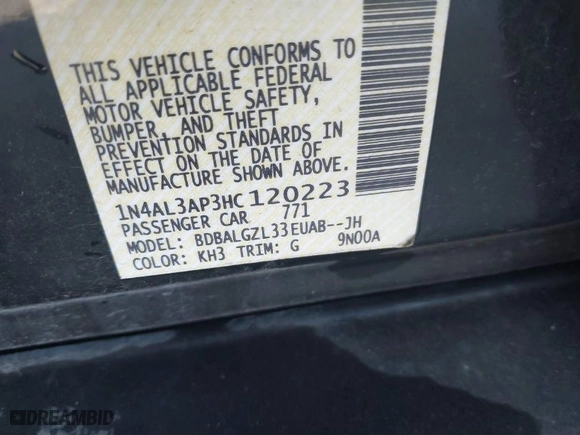 THIS VEHICLE CONFORMS TO
ALL APPLICABLE FEDERAL
MOTOR VEHICLE SAFETY,
BUMPER, AND THEFT
PREVENTION STANDARDS IN
EFFECT ON THE DATE OF
MANUFACTURE SHOWN ABOVE.
1N4AL3AP3HC120223
PASSENGER CAR 771
MODEL: BDBALGZL33EUAB--JH
COLOR: KH3 TRIM: G 9N00A
DREAMBID